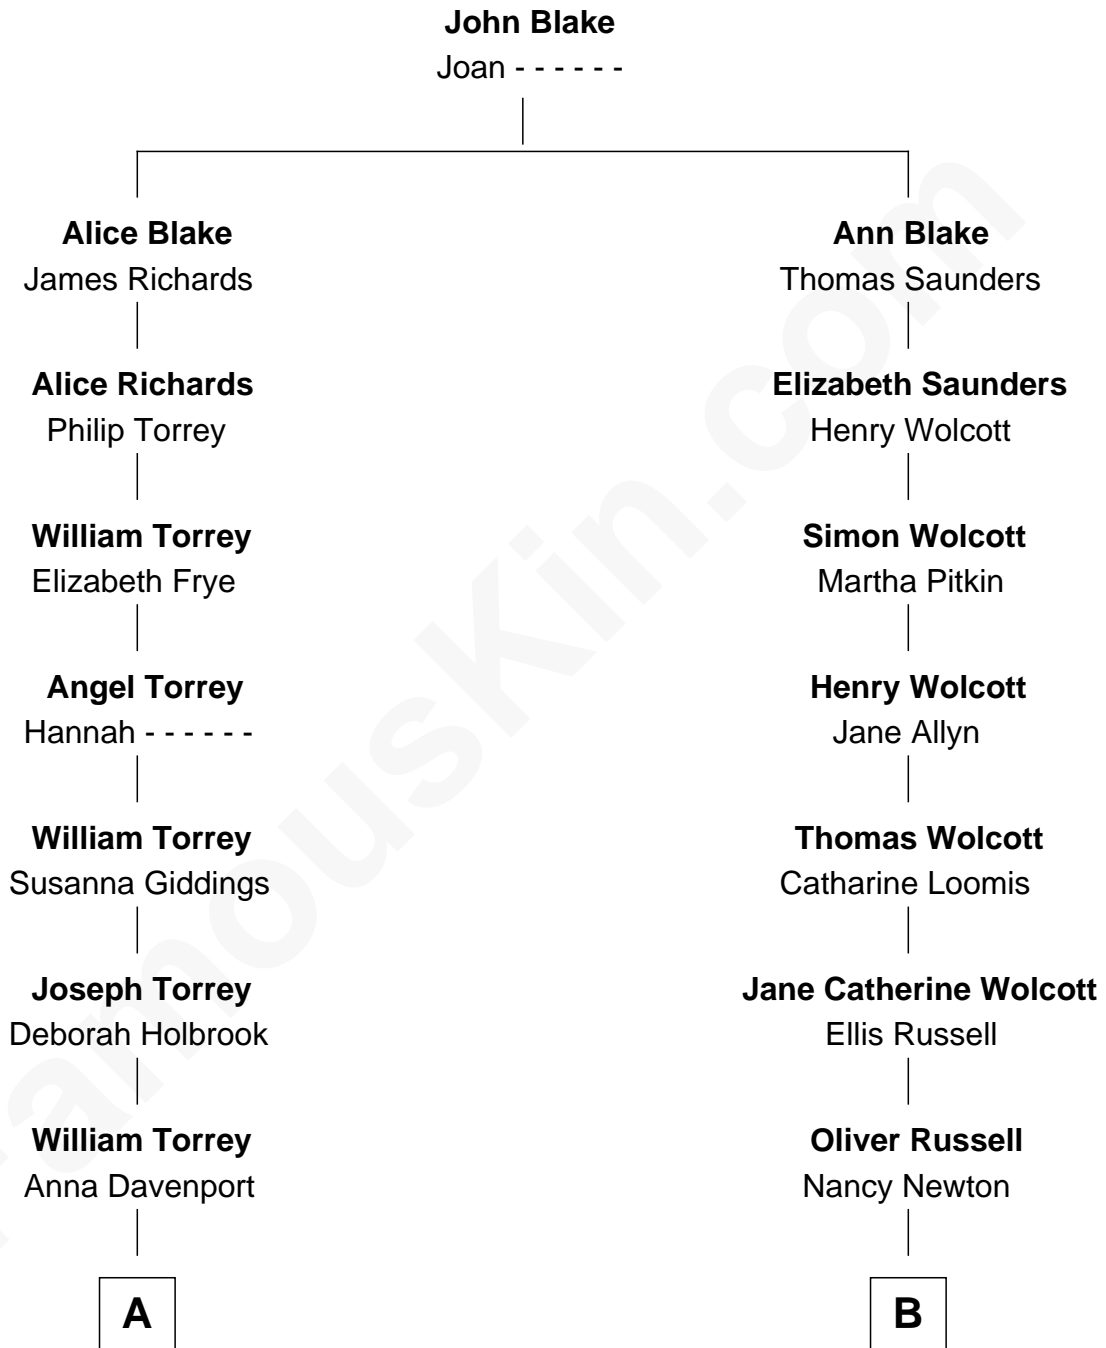 John Blake
Joan - - - - - -
Alice Blake
James Richards
Ann Blake
Thomas Saunders
Alice Richards
Philip Torrey
Elizabeth Saunders
Henry Wolcott
William Torrey
Elizabeth Frye
Simon Wolcott
Martha Pitkin
Angel Torrey
Hannah - - - - - -
Henry Wolcott
Jane Allyn
William Torrey
Susanna Giddings
Thomas Wolcott
Catharine Loomis
Joseph Torrey
Deborah Holbrook
Jane Catherine Wolcott
Ellis Russell
William Torrey
Anna Davenport
Oliver Russell
Nancy Newton
A
B
FamousKin.com